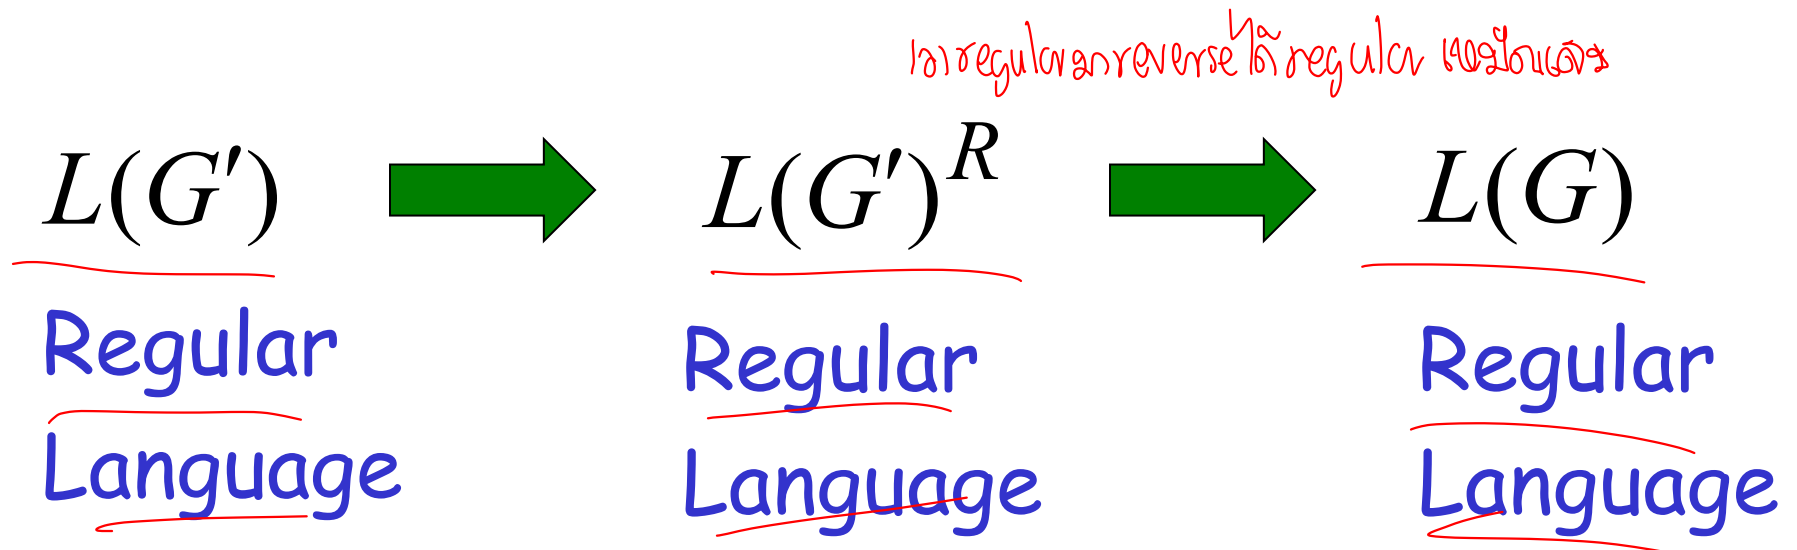 เอา regular มา reverse ได้ regular เหมือนเดิม
L(G′) L(G′)ᴿ L(G)
Regular Regular Regular
Language Language Language